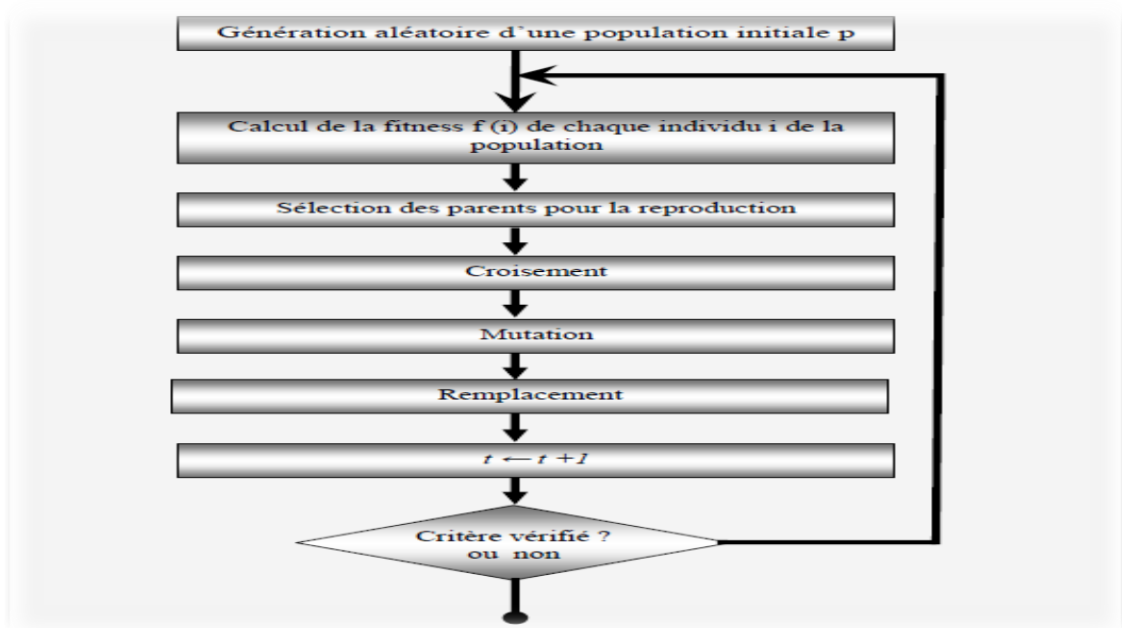 Génération aléatoire d'une population initiale p
Calcul de la fitness f (i) de chaque individu i de la
population
Sélection des parents pour la reproduction
Croisement
Mutation
Remplacement
t ← t +1
Critère vérifié ?
ou non